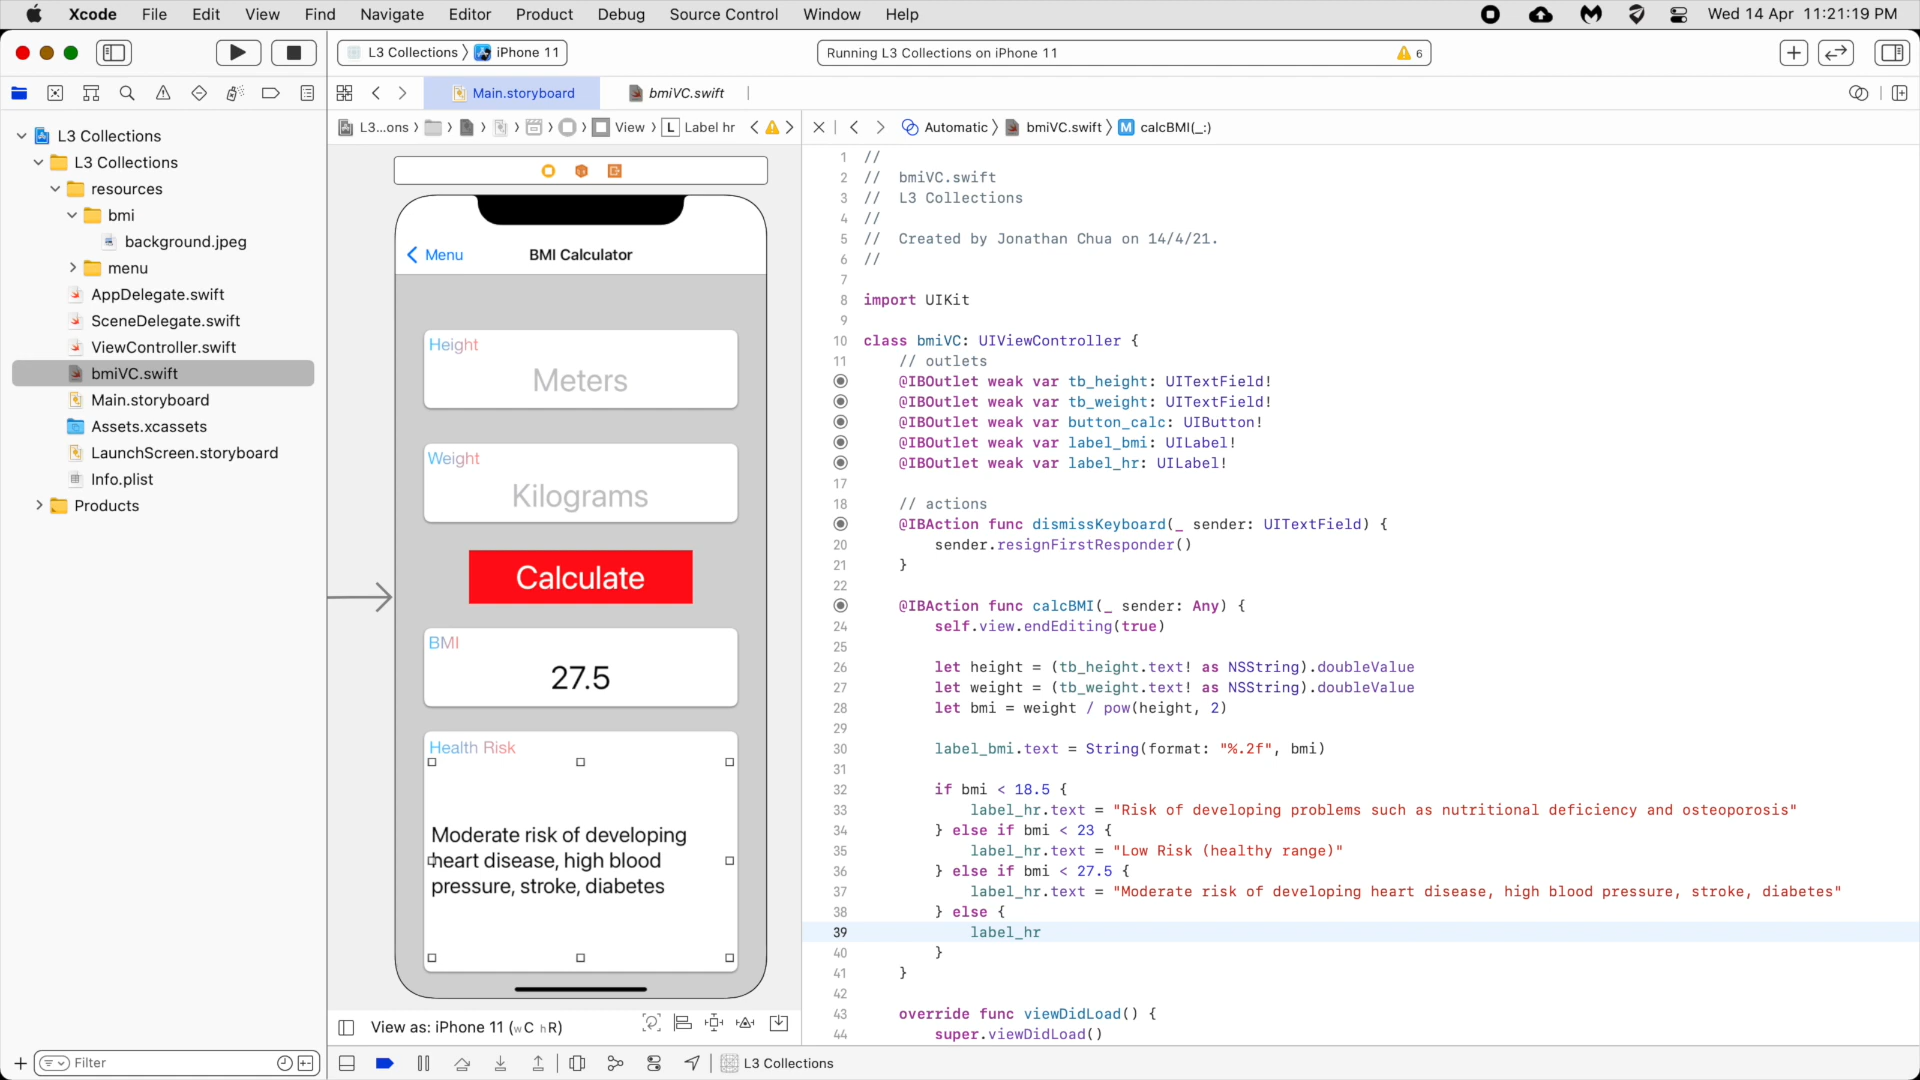 Xcode File Edit View Find Navigate Editor Product Debug Source Control Window Help Wed 14 Apr 11:21:19 PM
L3 Collections iPhone 11 Running L3 Collections on iPhone 11 6
Main.storyboard bmiVC.swift
L3...ons View L Label hr Automatic bmiVC.swift M calcBMI(_:)
L3 Collections
L3 Collections
resources
bmi
background.jpeg
menu
AppDelegate.swift
SceneDelegate.swift
ViewController.swift
bmiVC.swift
Main.storyboard
Assets.xcassets
LaunchScreen.storyboard
Info.plist
Products
Filter
Menu BMI Calculator
Height
Meters
Weight
Kilograms
Calculate
BMI
27.5
Health Risk
Moderate risk of developing
heart disease, high blood
pressure, stroke, diabetes
View as: iPhone 11 (wC hR)
1 //
2 // bmiVC.swift
3 // L3 Collections
4 //
5 // Created by Jonathan Chua on 14/4/21.
6 //
7
8 import UIKit
9
10 class bmiVC: UIViewController {
11 // outlets
@IBOutlet weak var tb_height: UITextField!
@IBOutlet weak var tb_weight: UITextField!
@IBOutlet weak var button_calc: UIButton!
@IBOutlet weak var label_bmi: UILabel!
@IBOutlet weak var label_hr: UILabel!
17
18 // actions
@IBAction func dismissKeyboard(_ sender: UITextField) {
20 sender.resignFirstResponder()
21 }
22
@IBAction func calcBMI(_ sender: Any) {
24 self.view.endEditing(true)
25
26 let height = (tb_height.text! as NSString).doubleValue
27 let weight = (tb_weight.text! as NSString).doubleValue
28 let bmi = weight / pow(height, 2)
29
30 label_bmi.text = String(format: "%.2f", bmi)
31
32 if bmi < 18.5 {
33 label_hr.text = "Risk of developing problems such as nutritional deficiency and osteoporosis"
34 } else if bmi < 23 {
35 label_hr.text = "Low Risk (healthy range)"
36 } else if bmi < 27.5 {
37 label_hr.text = "Moderate risk of developing heart disease, high blood pressure, stroke, diabetes"
38 } else {
39 label_hr
40 }
41 }
42
43 override func viewDidLoad() {
44 super.viewDidLoad()
L3 Collections